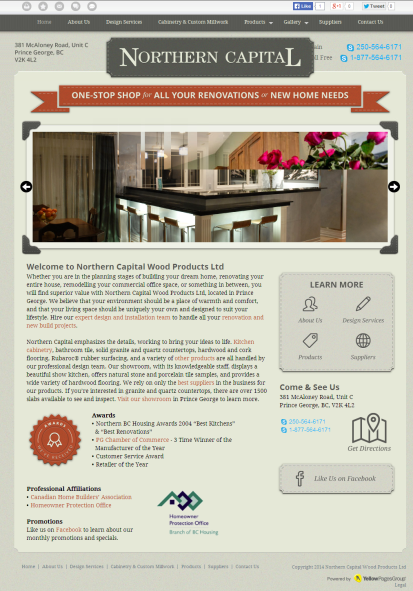 Like
+1
0
Tweet
0
Home
About Us
Design Services
Cabinetry & Custom Millwork
Products
Gallery
Suppliers
Contact Us
381 McAloney Road, Unit C
Prince George, BC
V2K 4L2
NORTHERN CAPITAL
250-564-6171
1-877-564-6171
ONE-STOP SHOP for ALL YOUR RENOVATIONS or NEW HOME NEEDS
Welcome to Northern Capital Wood Products Ltd
Whether you are in the planning stages of building your dream home, renovating your
entire house, remodelling your commercial office space, or something in between, you
will find superior value with Northern Capital Wood Products Ltd, located in Prince
George. We believe that your environment should be a place of warmth and comfort,
and that your living space should be uniquely your own and designed to suit your
lifestyle. Hire our expert design and installation team to handle all your renovation and
new build projects.
Northern Capital emphasizes the details, working to bring your ideas to life. Kitchen
cabinetry, bathroom tile, solid granite and quartz countertops, hardwood and cork
flooring, Rubaroc® rubber surfacing, and a variety of other products are all handled by
our professional design team. Our showroom, with its knowledgeable staff, displays a
beautiful show kitchen, offers natural stone and porcelain tile samples, and provides a
wide variety of hardwood flooring. We rely on only the best suppliers in the business for
our products. If you're interested in granite and quartz countertops, there are over 1500
slabs available to see and inspect. Visit our showroom in Prince George to learn more.
AWARDS
Awards
• Northern BC Housing Awards 2004 “Best Kitchens”
& “Best Renovations”
• PG Chamber of Commerce - 3 Time Winner of the
Manufacturer of the Year
• Customer Service Award
• Retailer of the Year
Professional Affiliations
• Canadian Home Builders' Association
• Homeowner Protection Office
Promotions
Like us on Facebook to learn about our
monthly promotions and specials.
Homeowner
Protection Office
Branch of BC Housing
LEARN MORE
About Us
Design Services
Products
Suppliers
Come & See Us
381 McAloney Road, Unit C
Prince George, BC, V2K 4L2
250-564-6171
1-877-564-6171
Get Directions
Like Us on Facebook
Home | About Us | Design Services | Cabinetry & Custom Millwork | Products | Suppliers | Contact Us
Copyright 2014 Northern Capital Wood Products Ltd
Powered by YellowPagesGroup
Legal